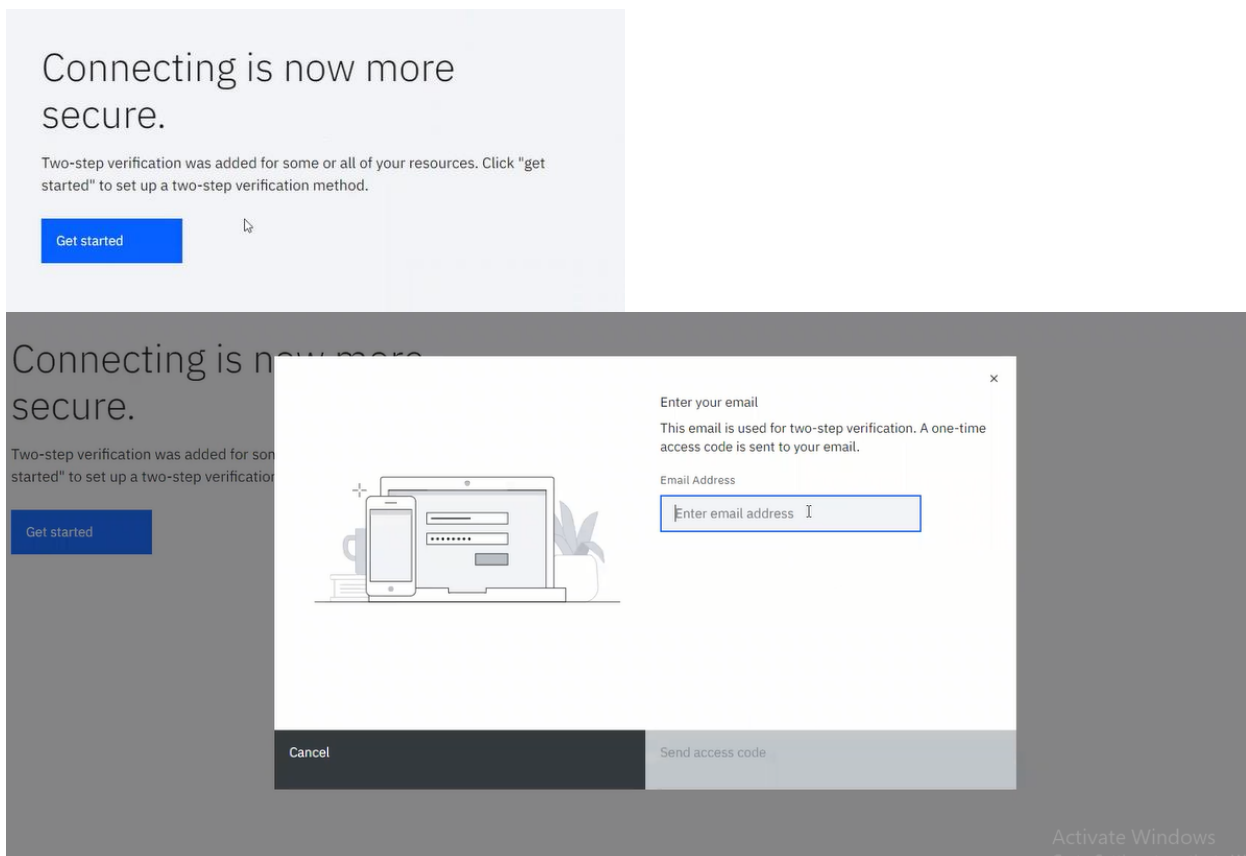 Connecting is now more
secure.
Two-step verification was added for some or all of your resources. Click "get
started" to set up a two-step verification method.
Get started
Connecting is now more
secure.
Two-step verification was added for som
started" to set up a two-step verification
Get started
×
Enter your email
This email is used for two-step verification. A one-time
access code is sent to your email.
Email Address
Enter email address
Cancel
Send access code
Activate Windows